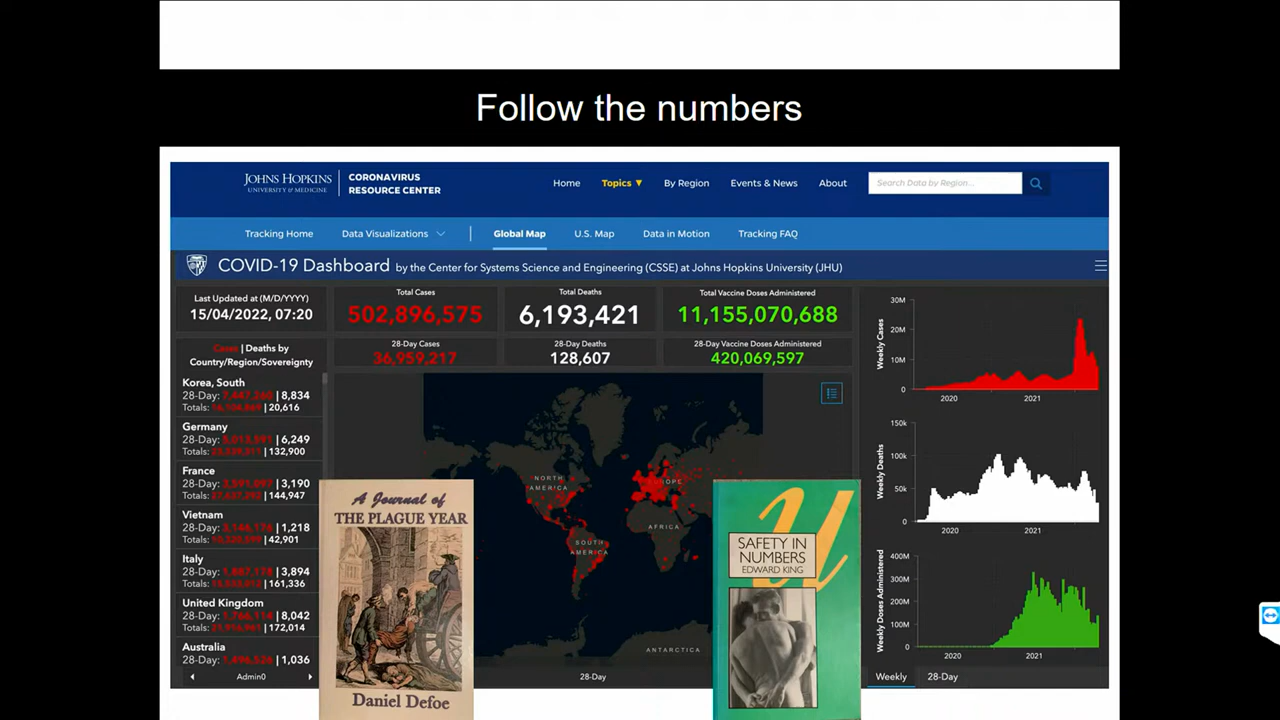 Follow the numbers
JOHNS HOPKINS
UNIVERSITY & MEDICINE
CORONAVIRUS
RESOURCE CENTER
Home
Topics ▼
By Region
Events & News
About
Search Data by Region...
Tracking Home
Data Visualizations
Global Map
U.S. Map
Data in Motion
Tracking FAQ
COVID-19 Dashboard by the Center for Systems Science and Engineering (CSSE) at Johns Hopkins University (JHU)
Last Updated at (M/D/YYYY)
15/04/2022, 07:20
Total Cases
502,896,575
Total Deaths
6,193,421
Total Vaccine Doses Administered
11,155,070,688
28-Day Cases
36,959,217
28-Day Deaths
128,607
28-Day Vaccine Doses Administered
420,069,597
Cases | Deaths by
Country/Region/Sovereignty
Korea, South
28-Day: | 8,834
Totals: | 20,616
Germany
28-Day: | 6,249
Totals: | 132,900
France
28-Day: | 3,190
Totals: | 144,947
Vietnam
28-Day: | 1,218
Totals: | 42,901
Italy
28-Day: | 3,894
Totals: | 161,336
United Kingdom
28-Day: | 8,042
Totals: | 172,014
Australia
28-Day: | 1,036
Admin0
NORTH
AMERICA
SOUTH
AMERICA
AFRICA
ANTARCTICA
28-Day
A Journal of
THE PLAGUE YEAR
Daniel Defoe
SAFETY IN
NUMBERS
EDWARD KING
Weekly Cases
30M
20M
10M
0
2020
2021
Weekly Deaths
150k
100k
50k
0
2020
2021
Weekly Doses Administered
400M
300M
200M
100M
0
2020
2021
Weekly
28-Day